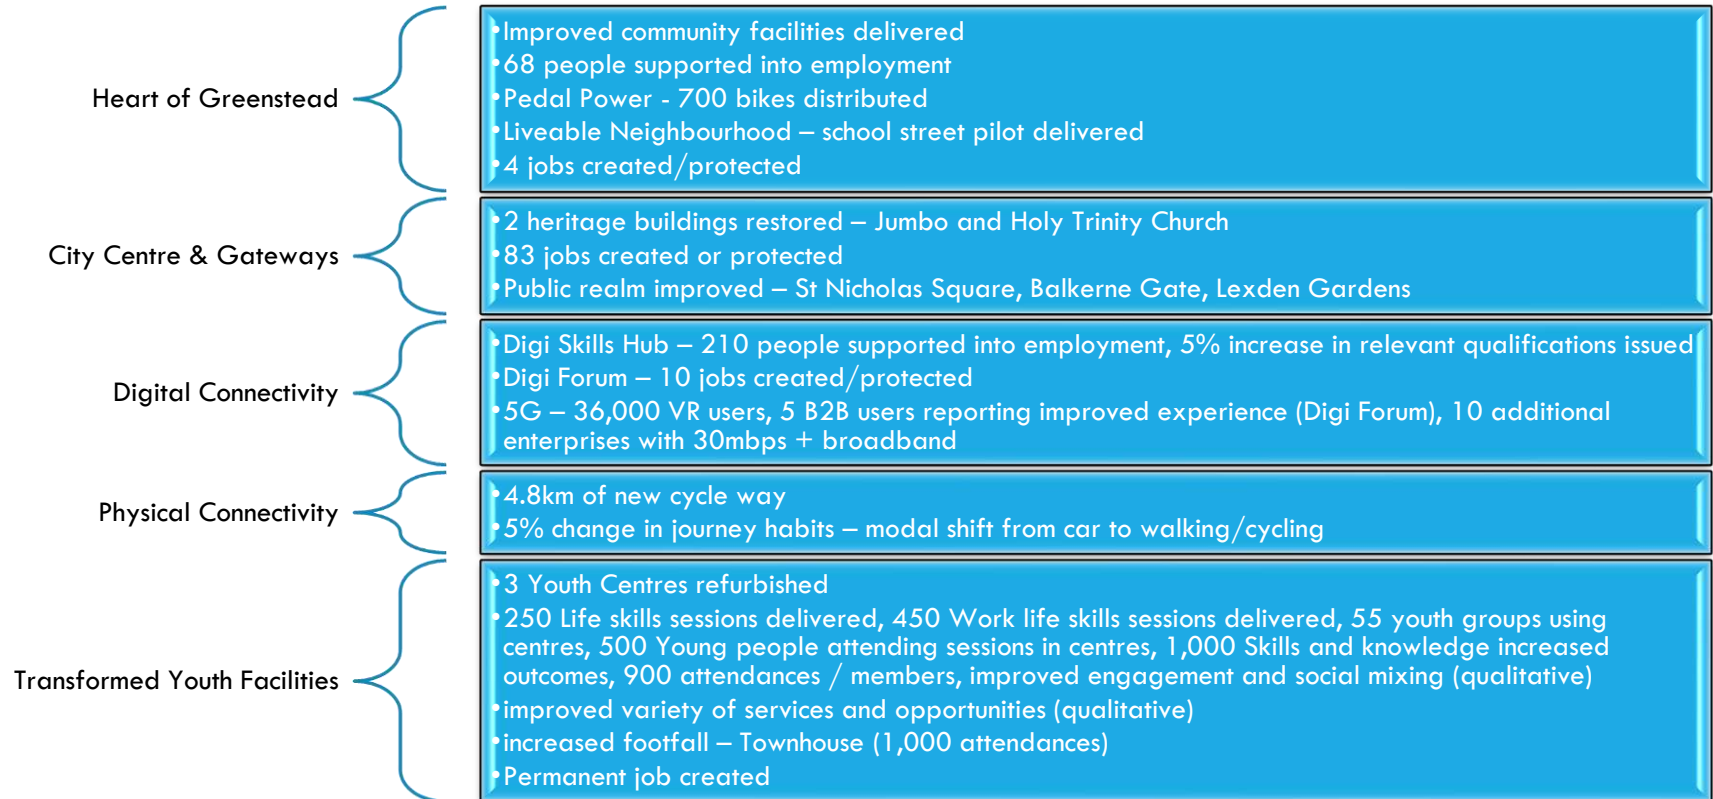 Heart of Greenstead
•Improved community facilities delivered
•68 people supported into employment
•Pedal Power - 700 bikes distributed
•Liveable Neighbourhood – school street pilot delivered
•4 jobs created/protected
City Centre & Gateways
•2 heritage buildings restored – Jumbo and Holy Trinity Church
•83 jobs created or protected
•Public realm improved – St Nicholas Square, Balkerne Gate, Lexden Gardens
Digital Connectivity
•Digi Skills Hub – 210 people supported into employment, 5% increase in relevant qualifications issued
•Digi Forum – 10 jobs created/protected
•5G – 36,000 VR users, 5 B2B users reporting improved experience (Digi Forum), 10 additional
enterprises with 30mbps + broadband
Physical Connectivity
•4.8km of new cycle way
•5% change in journey habits – modal shift from car to walking/cycling
Transformed Youth Facilities
•3 Youth Centres refurbished
•250 Life skills sessions delivered, 450 Work life skills sessions delivered, 55 youth groups using
centres, 500 Young people attending sessions in centres, 1,000 Skills and knowledge increased
outcomes, 900 attendances / members, improved engagement and social mixing (qualitative)
•improved variety of services and opportunities (qualitative)
•increased footfall – Townhouse (1,000 attendances)
•Permanent job created